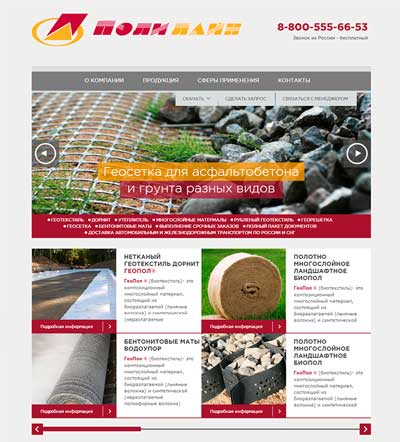 ПОЛИЛАЙН
8-800-555-66-53
Звонок из России - бесплатный
О КОМПАНИИ ПРОДУКЦИЯ СФЕРЫ ПРИМЕНЕНИЯ КОНТАКТЫ
СКАЧАТЬ СДЕЛАТЬ ЗАПРОС СВЯЗАТЬСЯ С МЕНЕДЖЕРОМ
Геосетка для асфальтобетона
и грунта разных видов
• ГЕОТЕКСТИЛЬ • ДОРНИТ • УТЕПЛИТЕЛЬ • МНОГОСЛОЙНЫЕ МАТЕРИАЛЫ • РУБЛЕНЫЙ ГЕОТЕКСТИЛЬ • ГЕОРЕШЕТКА
• ГЕОСЕТКА • БЕНТОНИТОВЫЕ МАТЫ • ВЫПОЛНЕНИЕ СРОЧНЫХ ЗАКАЗОВ • ПОЛНЫЙ ПАКЕТ ДОКУМЕНТОВ
• ДОСТАВКА АВТОМОБИЛЬНЫМ И ЖЕЛЕЗНОДОРОЖНЫМ ТРАНСПОРТОМ ПО РОССИИ И СНГ
НЕТКАНЫЙ
ГЕОТЕКСТИЛЬ ДОРНИТ
ГЕОПОЛ®
ГеоПол ® (биотекстиль)- это
композиционный
многослойный материал,
состоящий из
биоразлагаемой (льняные
волокна) и синтетической
(неразлагаемые
Подробная информация
ПОЛОТНО
МНОГОСЛОЙНОЕ
ЛАНДШАФТНОЕ
БИОПОЛ
ГеоПол ® (биотекстиль)- это
композиционный
многослойный материал,
состоящий из
биоразлагаемой (льняные
волокна) и синтетической
Подробная информация
БЕНТОНИТОВЫЕ МАТЫ
ВОДОУПОР
ГеоПол ® (биотекстиль)- это
композиционный
многослойный материал,
состоящий из
биоразлагаемой (льняные
волокна) и синтетической
(неразлагаемые
полиэфирные волокна)
Подробная информация
ПОЛОТНО
МНОГОСЛОЙНОЕ
ЛАНДШАФТНОЕ
БИОПОЛ
ГеоПол ® (биотекстиль)- это
композиционный
многослойный материал,
состоящий из
биоразлагаемой (льняные
волокна) и синтетической
Подробная информация